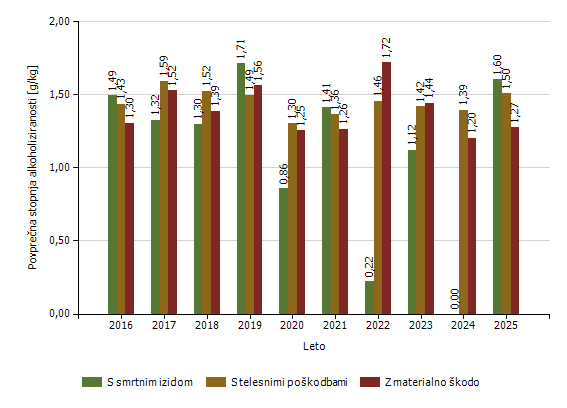 2,00
1,50
1,00
0,50
0,00
Povprečna stopnja alkoholiziranosti [g/kg]
1,49 1,43 1,30
1,32 1,59 1,52
1,30 1,52 1,39
1,71 1,49 1,56
0,86 1,30 1,25
1,41 1,36 1,26
0,22 1,46 1,72
1,12 1,42 1,44
0,00 1,39 1,20
1,60 1,50 1,27
2016 2017 2018 2019 2020 2021 2022 2023 2024 2025
Leto
S smrtnim izidom S telesnimi poškodbami Z materialno škodo